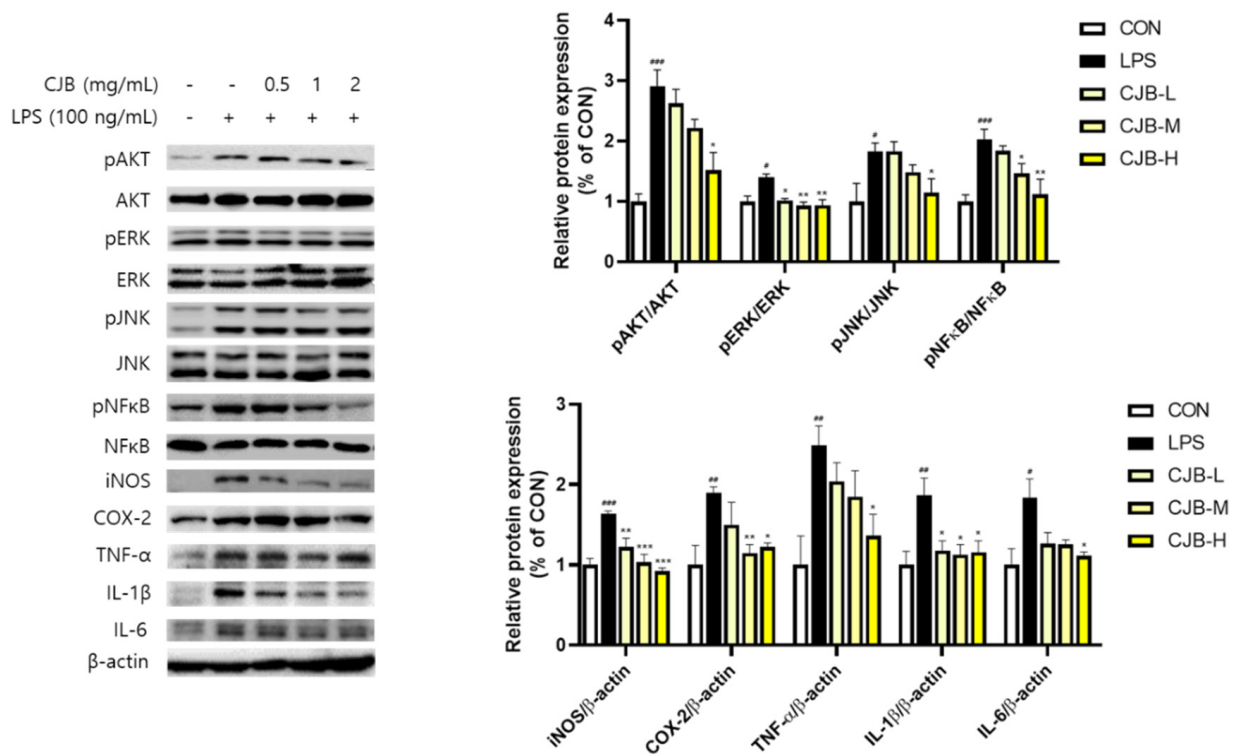 CJB (mg/mL) - - 0.5 1 2
LPS (100 ng/mL) - + + + +
pAKT
AKT
pERK
ERK
pJNK
JNK
pNFκB
NFκB
iNOS
COX-2
TNF-α
IL-1β
IL-6
β-actin
Relative protein expression
(% of CON)
4
3
2
1
0
###
*
#
*
**
**
#
*
###
*
**
pAKT/AKT
pERK/ERK
pJNK/JNK
pNFκB/NFκB
CON
LPS
CJB-L
CJB-M
CJB-H
Relative protein expression
(% of CON)
3
2
1
0
###
**
***
***
##
**
*
##
*
##
*
*
*
#
*
iNOS/β-actin
COX-2/β-actin
TNF-α/β-actin
IL-1β/β-actin
IL-6/β-actin
CON
LPS
CJB-L
CJB-M
CJB-H